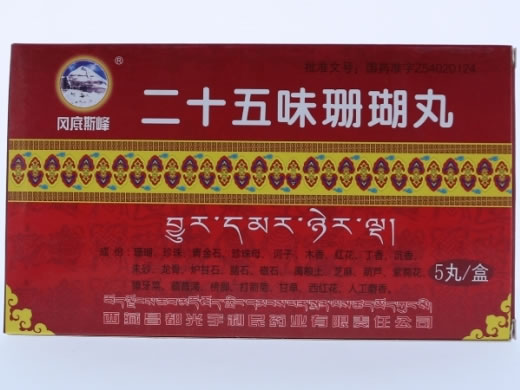 批准文号：国药准字Z54020124
®
冈底斯峰
二十五味珊瑚丸
བྱུར་དམར་ཉེར་ལྔ།
成 份：珊瑚、珍珠、青金石、珍珠母、诃子、木香、红花、丁香、沉香、
朱砂、龙骨、炉甘石、脑石、磁石、禹粮土、芝麻、葫芦、紫菀花、
獐牙菜、藏菖蒲、榜那、打箭菊、甘草、西红花、人工麝香。
5丸/盒
西藏昌都光宇利民药业有限责任公司